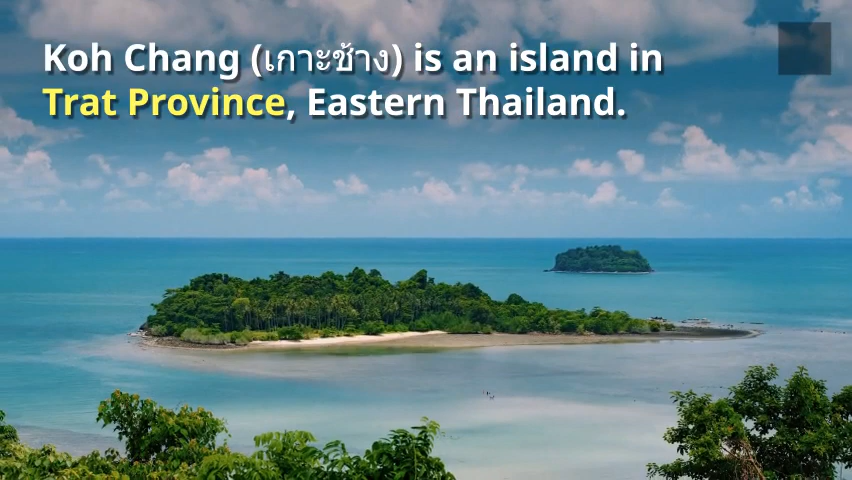 Koh Chang (เกาะช้าง) is an island in
Trat Province, Eastern Thailand.